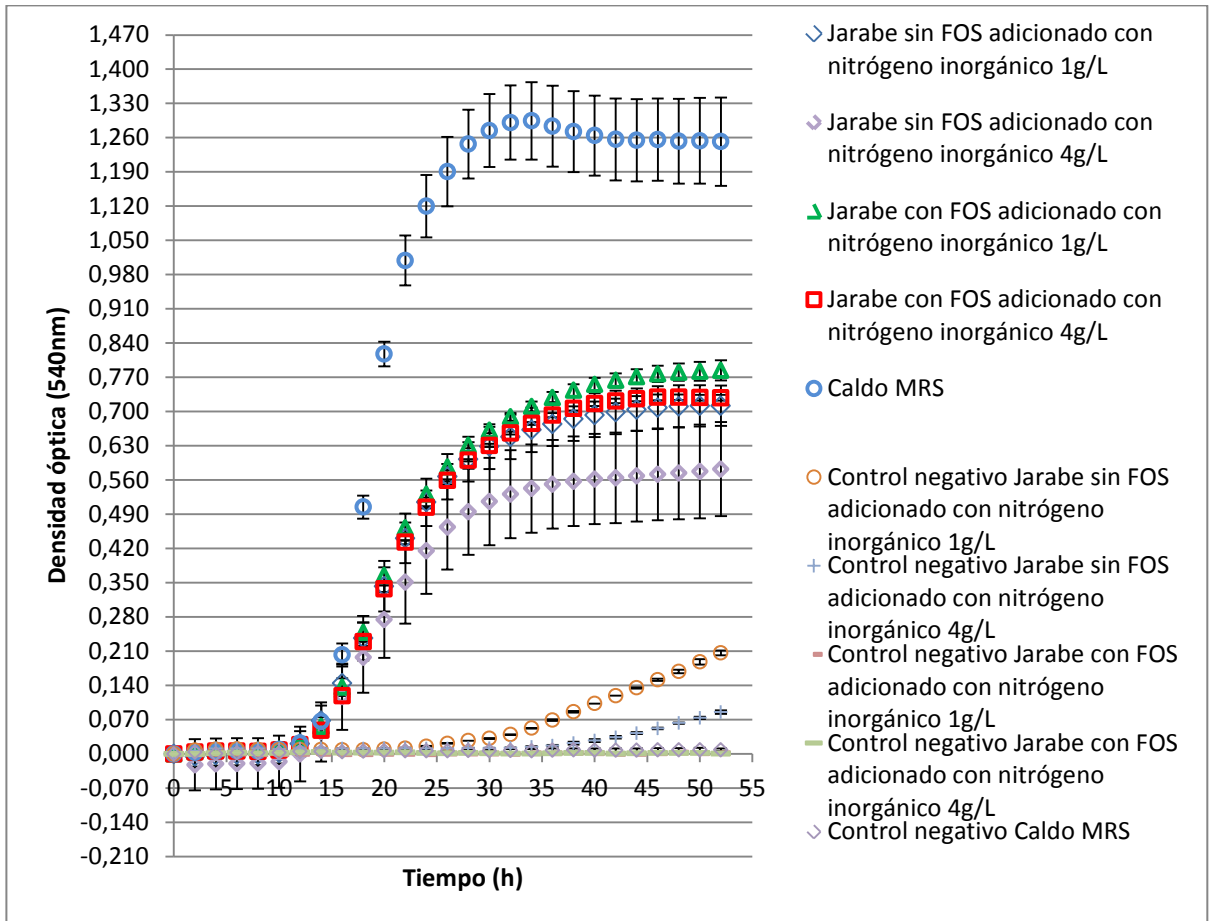 1,470
1,400
1,330
1,260
1,190
1,120
1,050
0,980
0,910
0,840
0,770
0,700
0,630
0,560
0,490
0,420
0,350
0,280
0,210
0,140
0,070
0,000
-0,070
-0,140
-0,210
Densidad óptica (540nm)
0 5 10 15 20 25 30 35 40 45 50 55
Tiempo (h)
Jarabe sin FOS adicionado con
nitrógeno inorgánico 1g/L
Jarabe sin FOS adicionado con
nitrógeno inorgánico 4g/L
Jarabe con FOS adicionado con
nitrógeno inorgánico 1g/L
Jarabe con FOS adicionado con
nitrógeno inorgánico 4g/L
Caldo MRS
Control negativo Jarabe sin FOS
adicionado con nitrógeno
inorgánico 1g/L
Control negativo Jarabe sin FOS
adicionado con nitrógeno
inorgánico 4g/L
Control negativo Jarabe con FOS
adicionado con nitrógeno
inorgánico 1g/L
Control negativo Jarabe con FOS
adicionado con nitrógeno
inorgánico 4g/L
Control negativo Caldo MRS